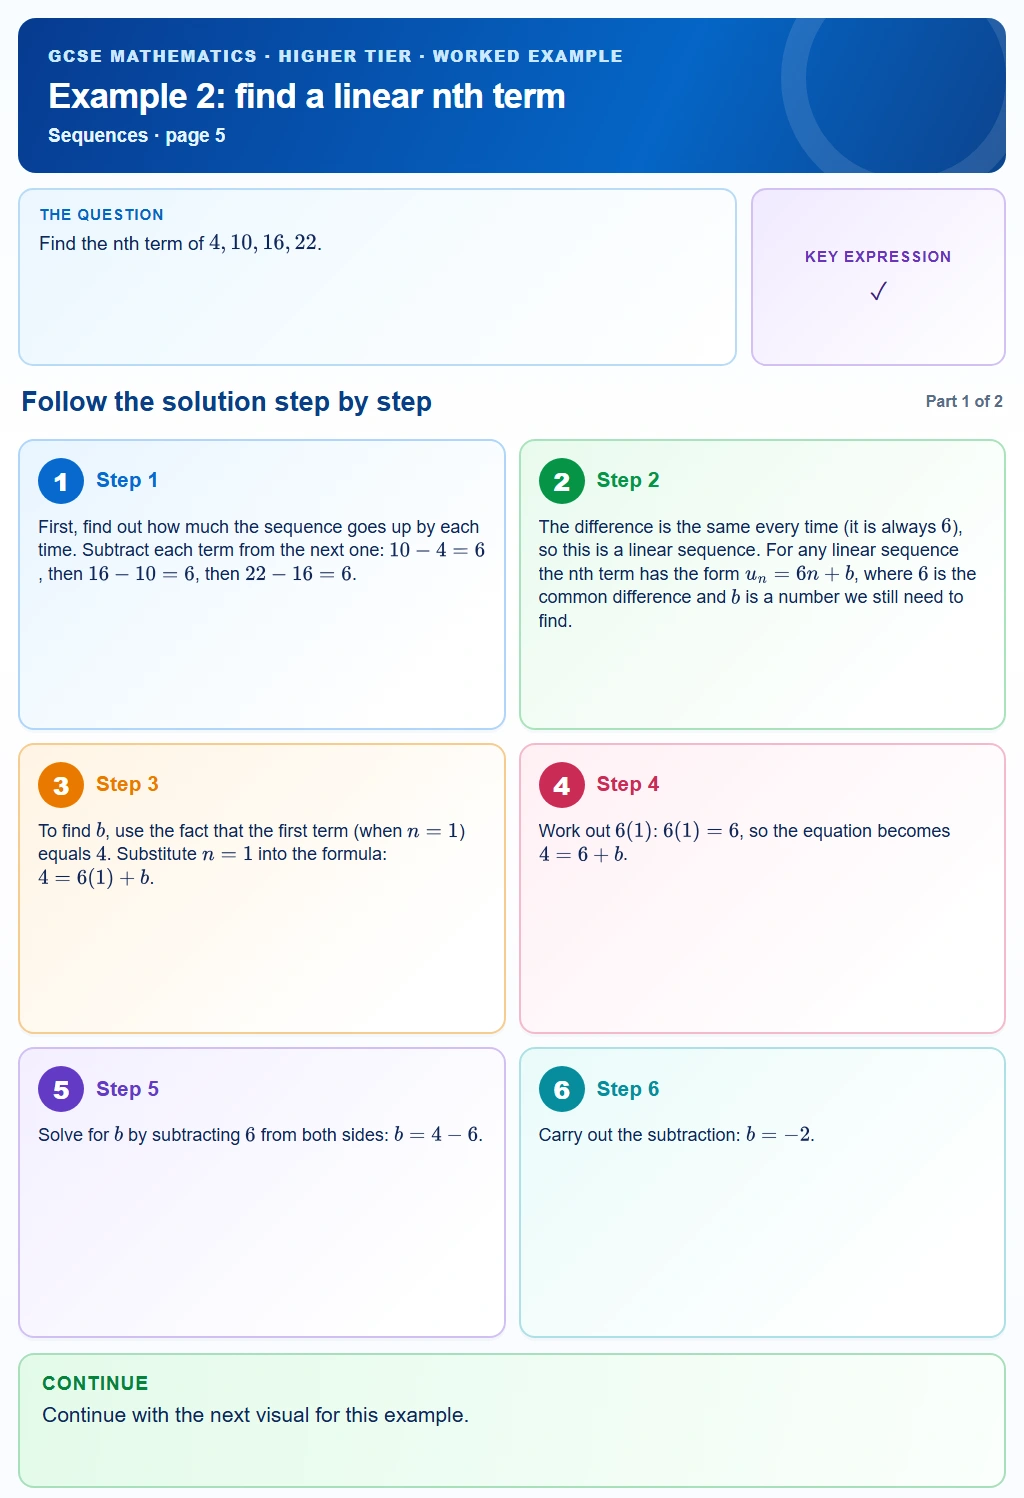 GCSE MATHEMATICS · HIGHER TIER · WORKED EXAMPLE
Example 2: find a linear nth term
Sequences · page 5
THE QUESTION
Find the nth term of 4, 10, 16, 22.
KEY EXPRESSION
✓
Follow the solution step by step
Part 1 of 2
1 Step 1
First, find out how much the sequence goes up by each
time. Subtract each term from the next one: 10 − 4 = 6
, then 16 − 10 = 6, then 22 − 16 = 6.
2 Step 2
The difference is the same every time (it is always 6),
so this is a linear sequence. For any linear sequence
the nth term has the form uₙ = 6n + b, where 6 is the
common difference and b is a number we still need to
find.
3 Step 3
To find b, use the fact that the first term (when n = 1)
equals 4. Substitute n = 1 into the formula:
4 = 6(1) + b.
4 Step 4
Work out 6(1): 6(1) = 6, so the equation becomes
4 = 6 + b.
5 Step 5
Solve for b by subtracting 6 from both sides: b = 4 − 6.
6 Step 6
Carry out the subtraction: b = −2.
CONTINUE
Continue with the next visual for this example.